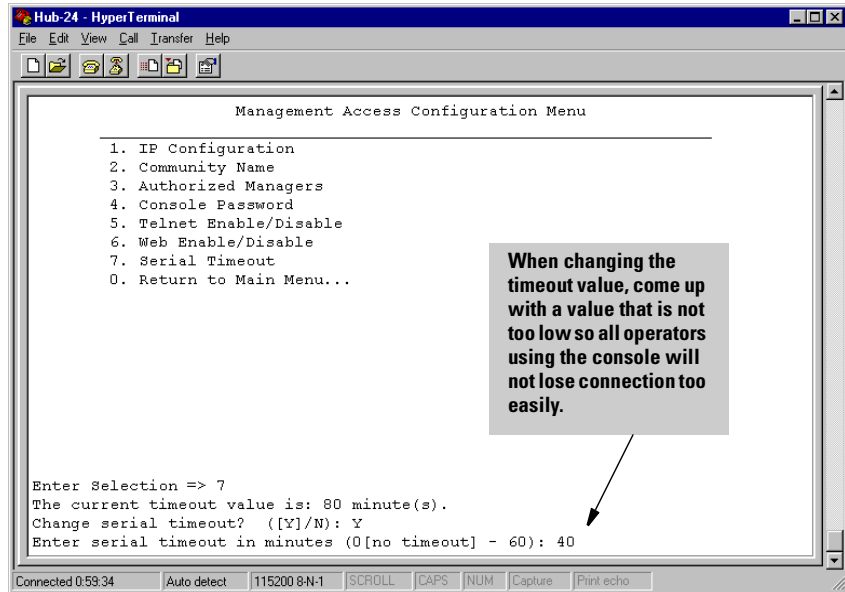 Hub-24 - HyperTerminal
File Edit View Call Transfer Help
Management Access Configuration Menu
1. IP Configuration
2. Community Name
3. Authorized Managers
4. Console Password
5. Telnet Enable/Disable
6. Web Enable/Disable
7. Serial Timeout
0. Return to Main Menu...
When changing the
timeout value, come up
with a value that is not
too low so all operators
using the console will
not lose connection too
easily.
Enter Selection => 7
The current timeout value is: 80 minute(s).
Change serial timeout? ([Y]/N): Y
Enter serial timeout in minutes (0[no timeout] - 60): 40
Connected 0:59:34 Auto detect 115200 8-N-1 SCROLL CAPS NUM Capture Print echo